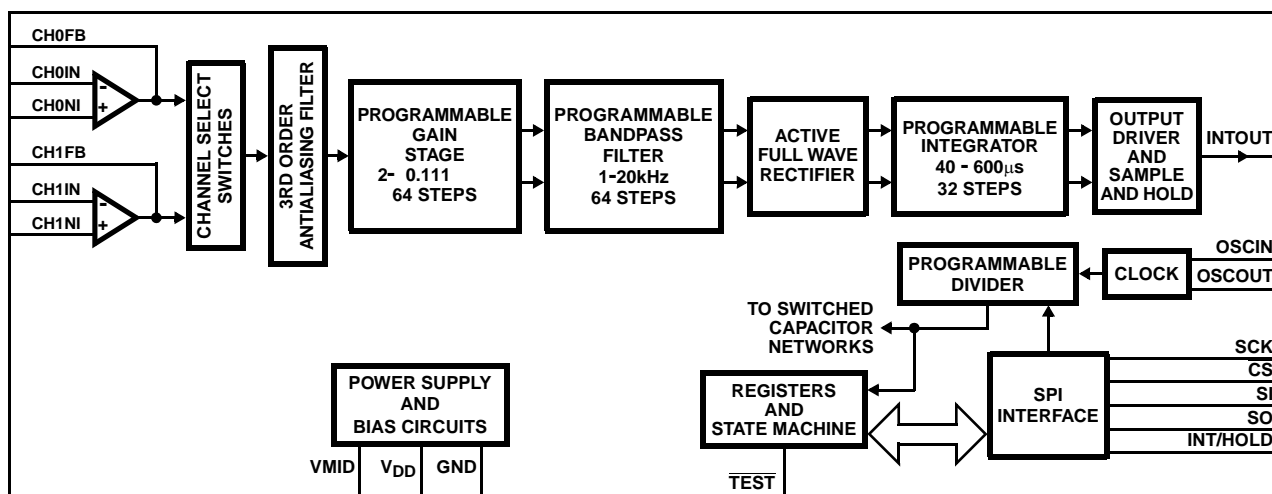 CH0FB
CH0IN
CH0NI
CH1FB
CH1IN
CH1NI
-
+
-
+
CHANNEL SELECT
SWITCHES
3RD ORDER
ANTIALIASING FILTER
PROGRAMMABLE
GAIN
STAGE
2- 0.111
64 STEPS
PROGRAMMABLE
BANDPASS
FILTER
1-20kHz
64 STEPS
ACTIVE
FULL WAVE
RECTIFIER
PROGRAMMABLE
INTEGRATOR
40 - 600µs
32 STEPS
OUTPUT
DRIVER
AND
SAMPLE
AND HOLD
INTOUT
PROGRAMMABLE
DIVIDER
CLOCK
OSCIN
OSCOUT
TO SWITCHED
CAPACITOR
NETWORKS
POWER SUPPLY
AND
BIAS CIRCUITS
VMID
VDD
GND
REGISTERS
AND
STATE MACHINE
TEST
SPI
INTERFACE
SCK
CS
SI
SO
INT/HOLD